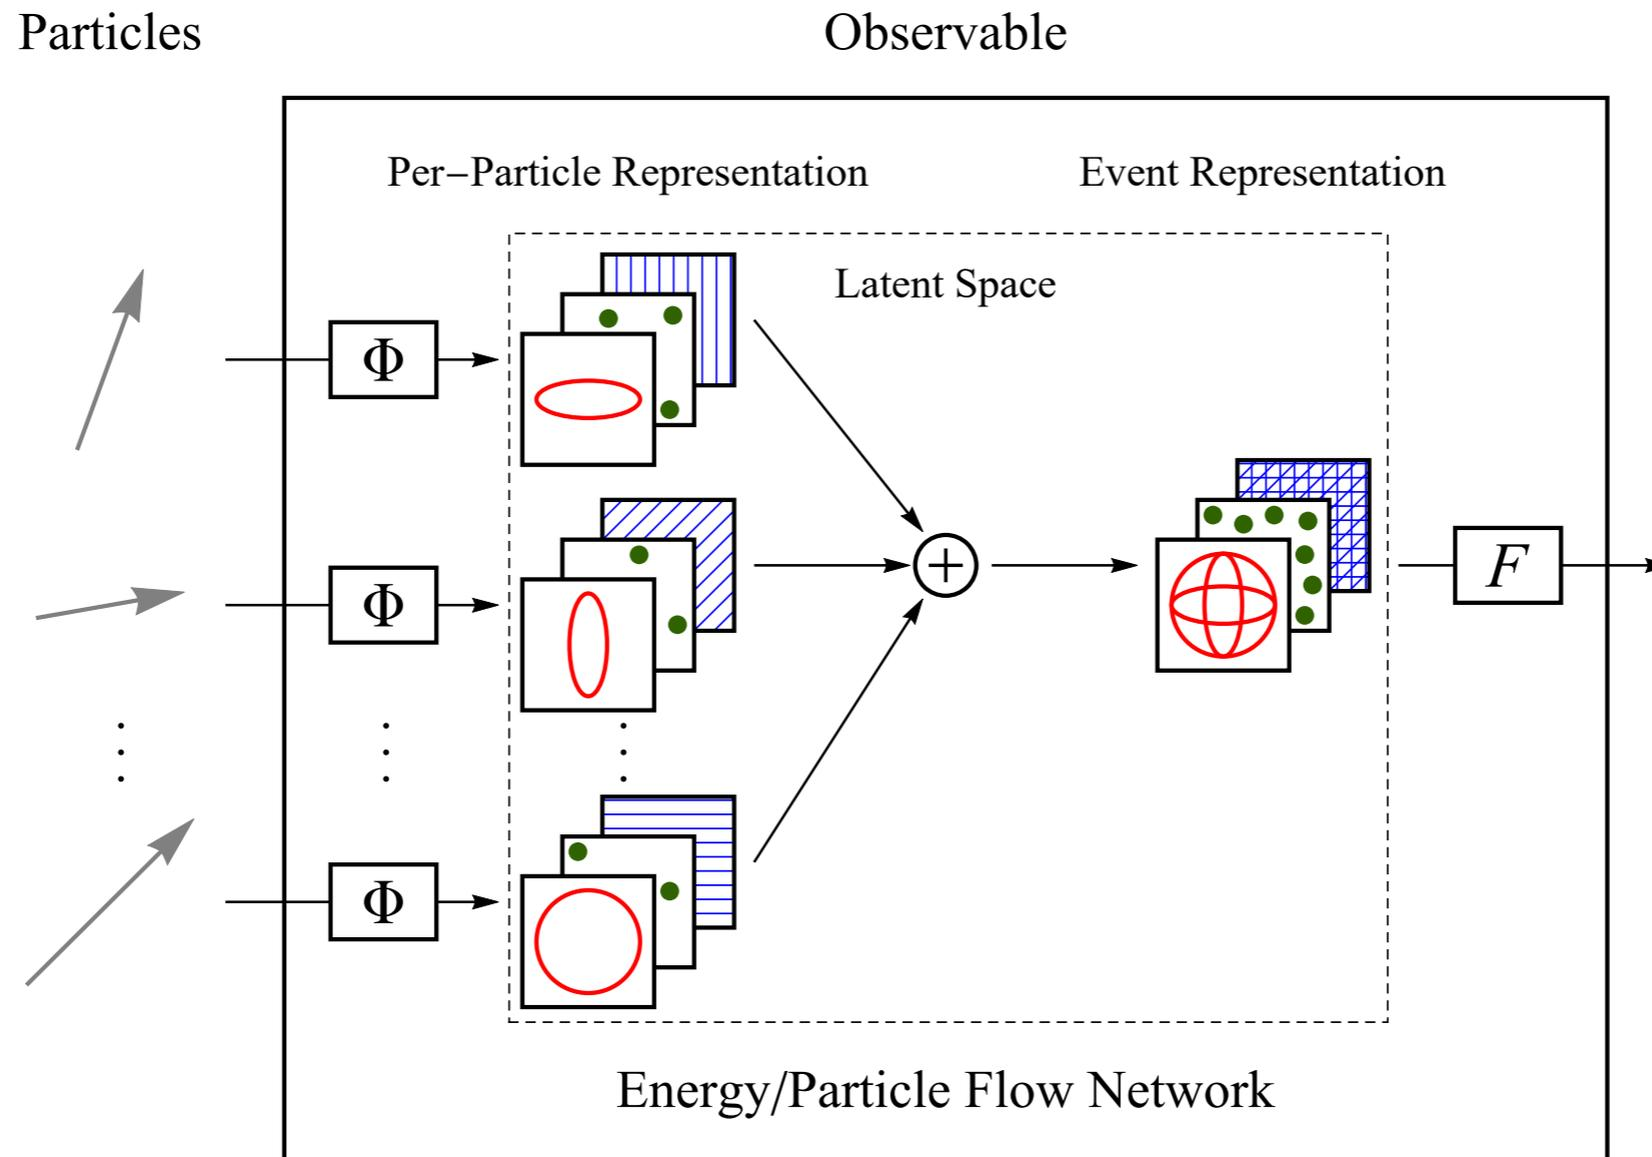 Particles
Observable
Per−Particle Representation
Event Representation
Latent Space
Φ
Φ
F
Φ
Energy/Particle Flow Network